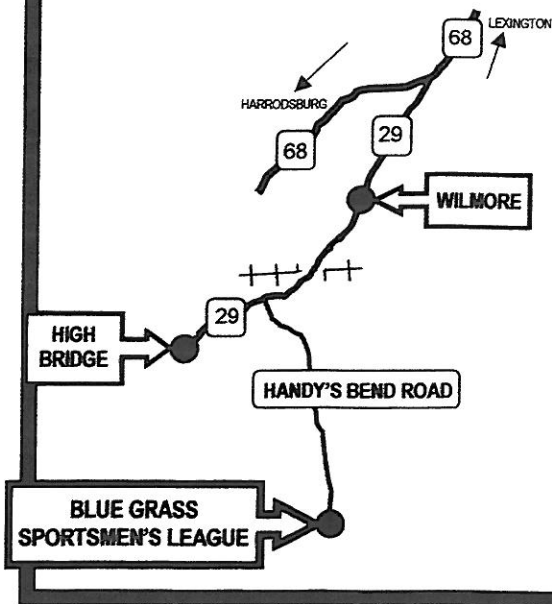 LEXINGTON
68
HARRODSBURG
68
29
WILMORE
29
HIGH
BRIDGE
HANDY'S BEND ROAD
BLUE GRASS
SPORTSMEN'S LEAGUE